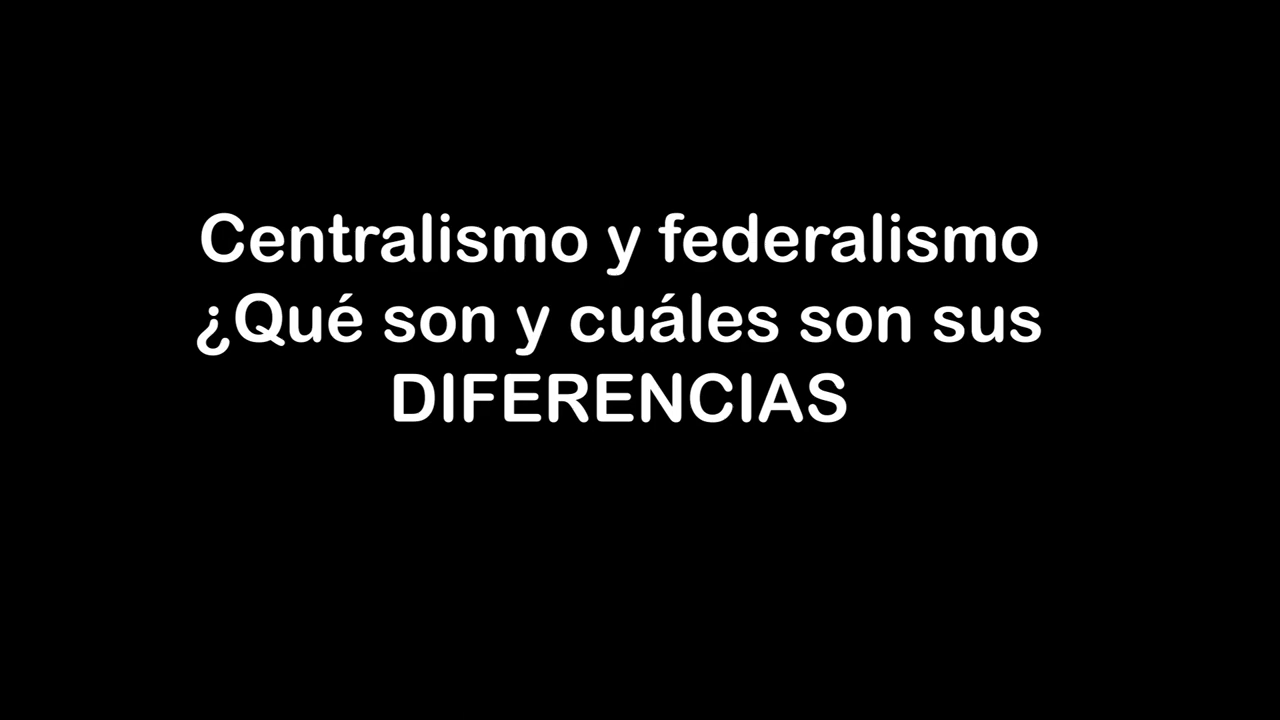 Centralismo y federalismo
¿Qué son y cuáles son sus
DIFERENCIAS